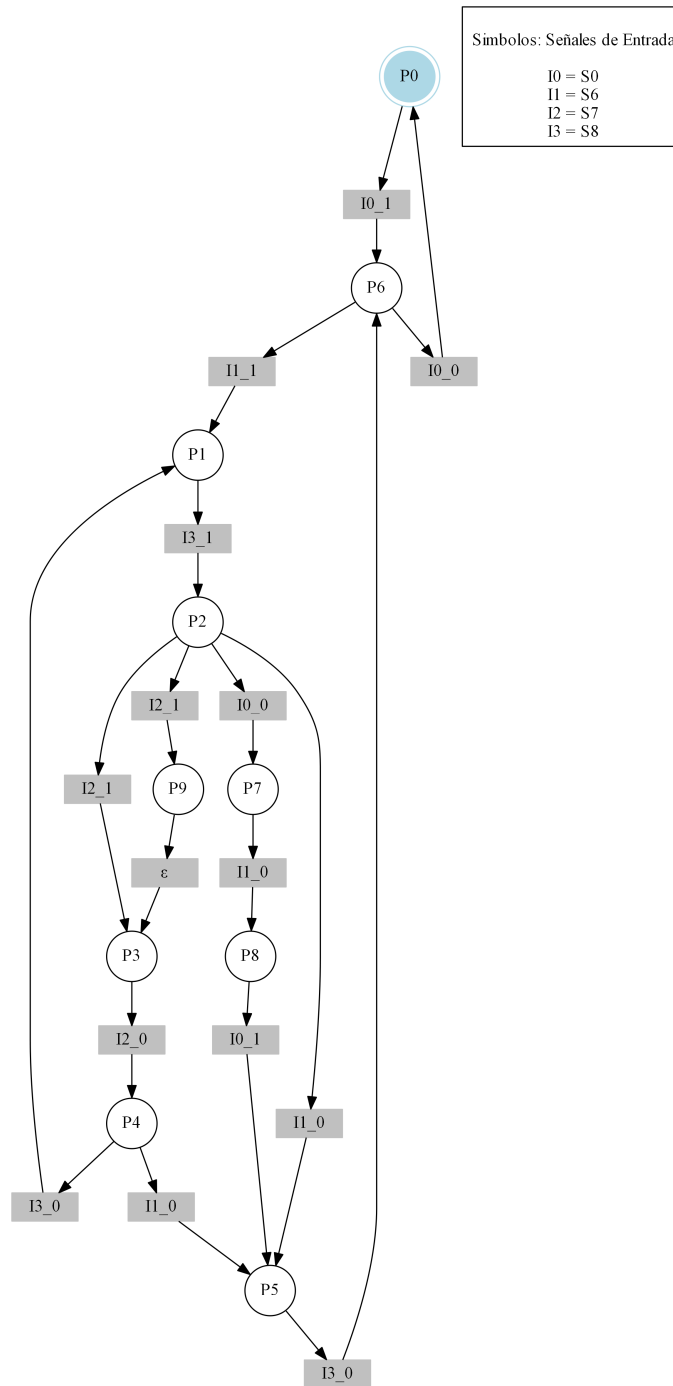 P0
Simbolos: Señales de Entrada
I0 = S0
I1 = S6
I2 = S7
I3 = S8
I0_1
P6
I1_1
I0_0
P1
I3_1
P2
I2_1
I0_0
I2_1
P9
P7
ε
I1_0
P3
P8
I2_0
I0_1
P4
I1_0
I3_0
I1_0
P5
I3_0